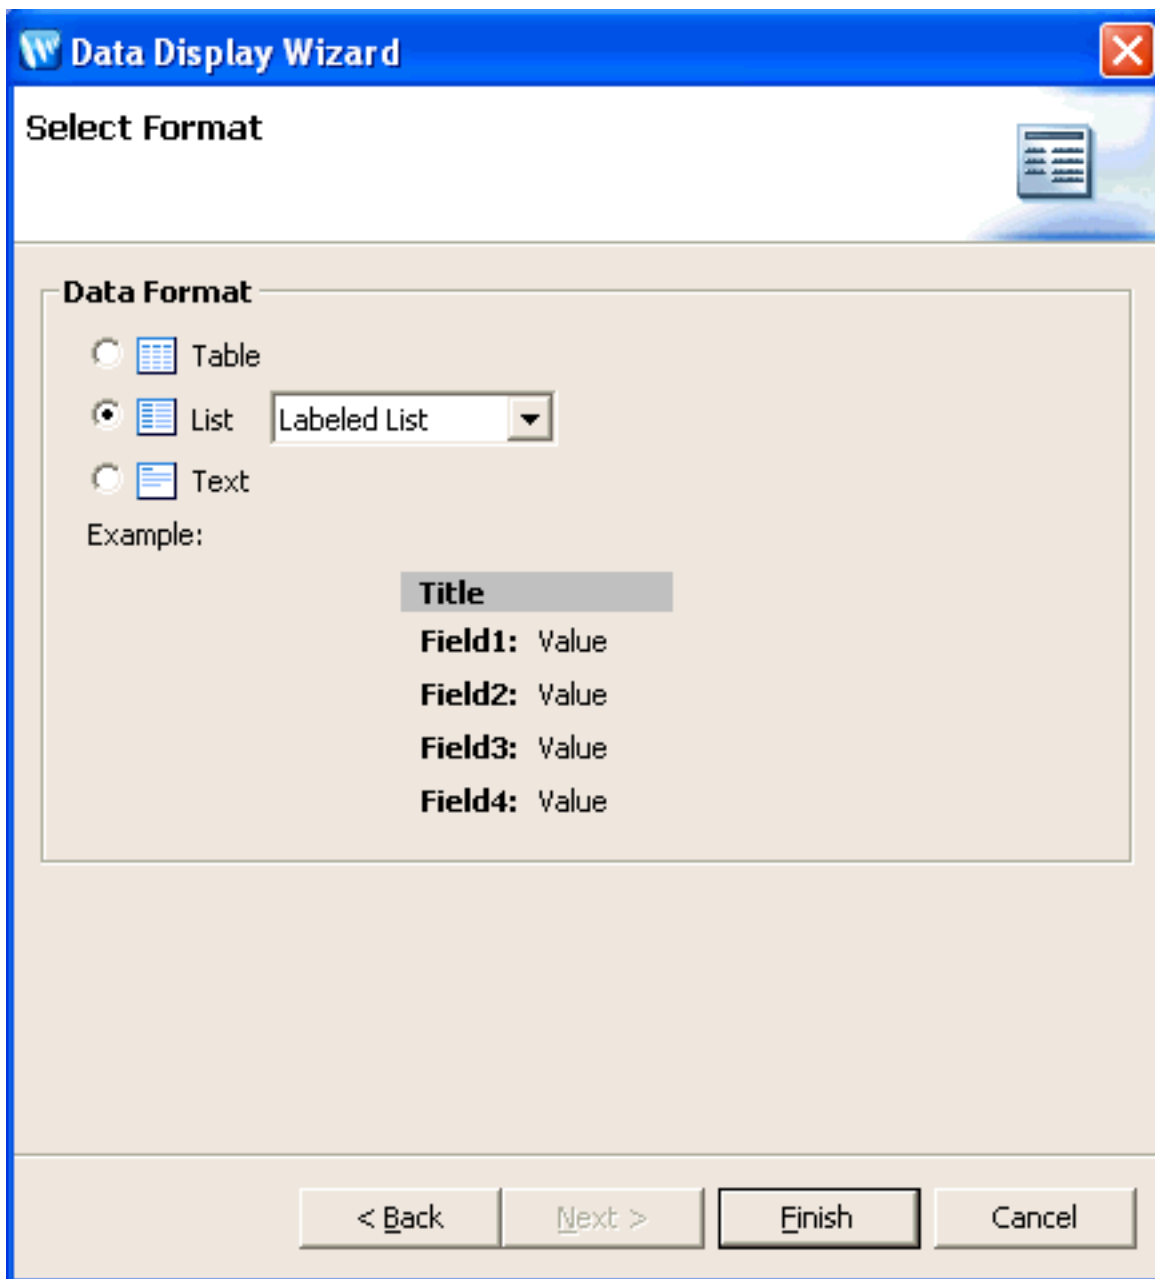 Data Display Wizard
Select Format
Data Format
Table
List Labeled List
Text
Example:
Title
Field1: Value
Field2: Value
Field3: Value
Field4: Value
< Back Next > Finish Cancel